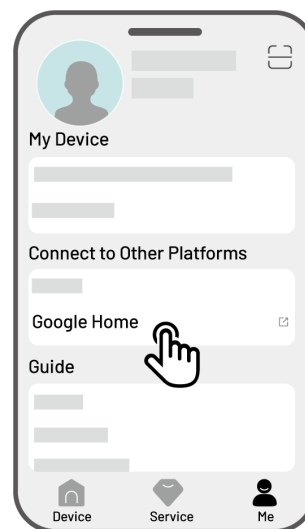 My Device
Connect to Other Platforms
Google Home
Guide
Device Service Me